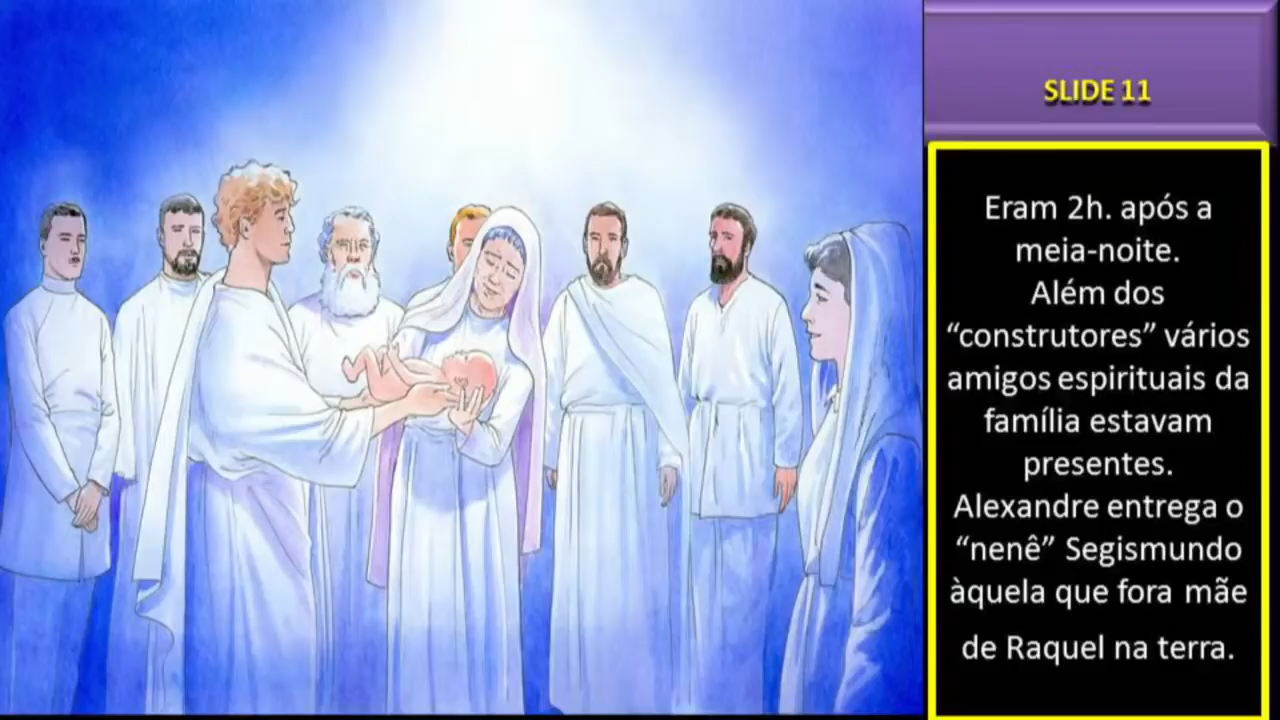 SLIDE 11
Eram 2h. após a
meia-noite.
Além dos
“construtores” vários
amigos espirituais da
família estavam
presentes.
Alexandre entrega o
“nenê” Segismundo
àquela que fora mãe
de Raquel na terra.